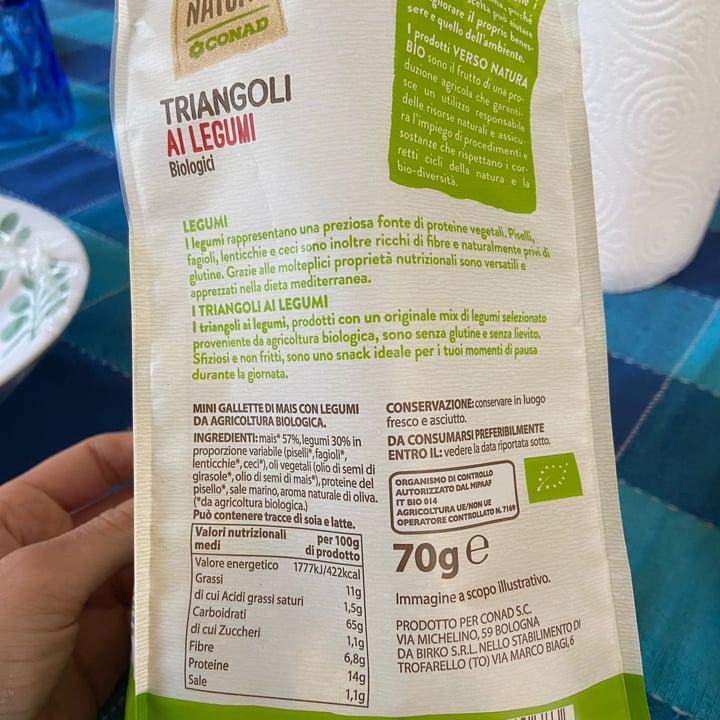 NATURA
CONAD
TRIANGOLI
AI LEGUMI
Biologici
scelta può aiutare
migliorare il proprio benes-
sere e quello dell'ambiente.
I prodotti VERSO NATURA
BIO sono il frutto di una pro-
duzione agricola che garanti-
sce un utilizzo responsabile
delle risorse naturali e assicu-
ra l'impiego di procedimenti e
sostanze che rispettano i cor-
retti cicli della natura e la
bio-diversità.
LEGUMI
I legumi rappresentano una preziosa fonte di proteine vegetali. Piselli,
fagioli, lenticchie e ceci sono inoltre ricchi di fibre e naturalmente privi di
glutine. Grazie alle molteplici proprietà nutrizionali sono versatili e
apprezzati nella dieta mediterranea.
I TRIANGOLI AI LEGUMI
I triangoli ai legumi, prodotti con un originale mix di legumi selezionato
proveniente da agricoltura biologica, sono senza glutine e senza lievito.
Sfiziosi e non fritti, sono uno snack ideale per i tuoi momenti di pausa
durante la giornata.
MINI GALLETTE DI MAIS CON LEGUMI
DA AGRICOLTURA BIOLOGICA.
INGREDIENTI: mais* 57%, legumi 30% in
proporzione variabile (piselli*, fagioli*,
lenticchie*, ceci*), oli vegetali (olio di semi di
girasole*, olio di semi di mais*), proteine del
pisello*, sale marino, aroma naturale di oliva.
(*da agricoltura biologica.)
Può contenere tracce di soia e latte.
Valori nutrizionali medi per 100g di prodotto
Valore energetico 1777kJ/422kcal
Grassi 11g
di cui Acidi grassi saturi 1,5g
Carboidrati 65g
di cui Zuccheri 1,1g
Fibre 6,8g
Proteine 14g
Sale 1,1g
CONSERVAZIONE: conservare in luogo
fresco e asciutto.
DA CONSUMARSI PREFERIBILMENTE
ENTRO IL: vedere la data riportata sotto.
ORGANISMO DI CONTROLLO
AUTORIZZATO DAL MIPAAF
IT BIO 014
AGRICOLTURA UE/NON UE
OPERATORE CONTROLLATO N. 7169
70g e
Immagine a scopo illustrativo.
PRODOTTO PER CONAD S.C.
VIA MICHELINO, 59 BOLOGNA
DA BIRKO S.R.L. NELLO STABILIMENTO DI
TROFARELLO (TO) VIA MARCO BIAGI, 6